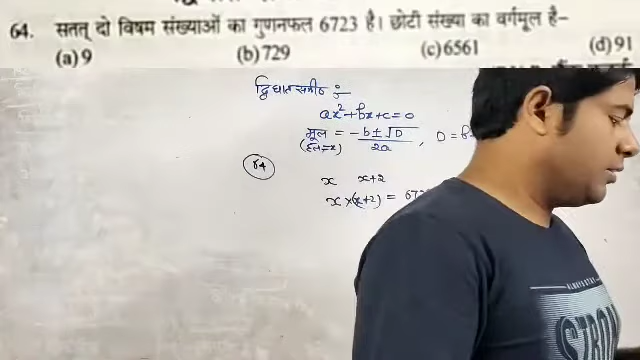 64. सतत् दो विषम संख्याओं का गुणनफल 6723 है। छोटी संख्या का वर्गमूल है–
(a) 9 (b) 729 (c) 6561 (d) 91
द्विघात समी० :-
ax² + bx + c = 0
मूल = -b ± √D / 2a , D = b
64
x x+2
x × (x+2) = 67